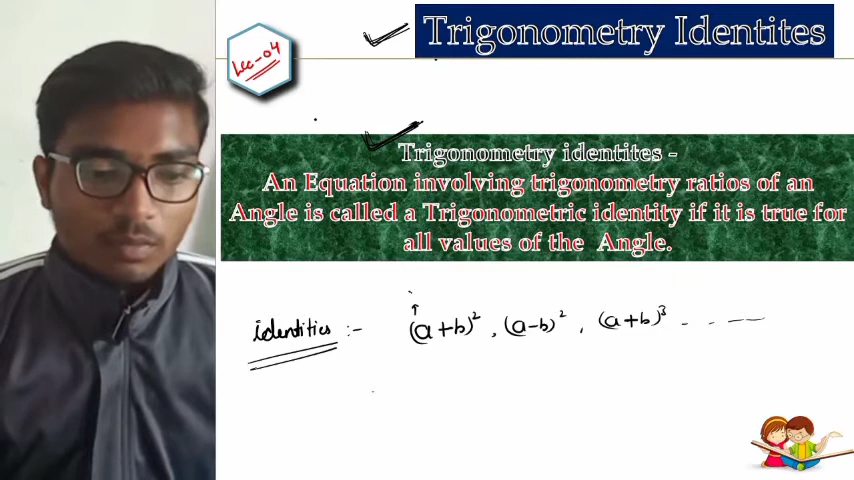 Lec-04
Trigonometry Identites
Trigonometry identites -
An Equation involving trigonometry ratios of an
Angle is called a Trigonometric identity if it is true for
all values of the Angle.
identities :- (a+b)², (a-b)², (a+b)³ - - - —